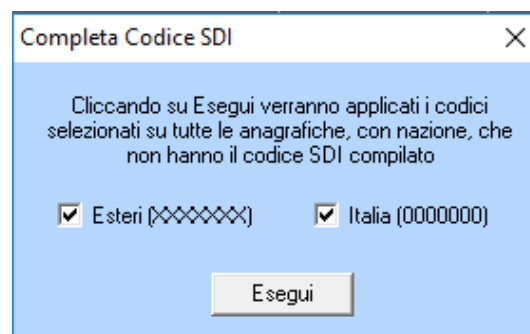 Completa Codice SDI
Cliccando su Esegui verranno applicati i codici
selezionati su tutte le anagrafiche, con nazione, che
non hanno il codice SDI compilato
Esteri (XXXXXXX) Italia (0000000)
Esegui